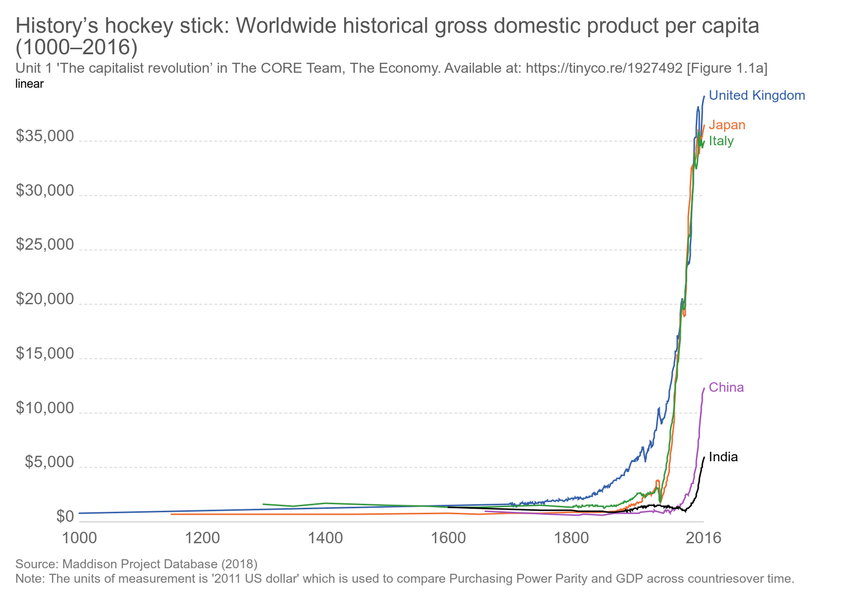 History’s hockey stick: Worldwide historical gross domestic product per capita
(1000–2016)
Unit 1 'The capitalist revolution’ in The CORE Team, The Economy. Available at: https://tinyco.re/1927492 [Figure 1.1a]
linear
United Kingdom
Japan
Italy
$35,000
$30,000
$25,000
$20,000
$15,000
China
$10,000
India
$5,000
$0
1000 1200 1400 1600 1800 2016
Source: Maddison Project Database (2018)
Note: The units of measurement is '2011 US dollar' which is used to compare Purchasing Power Parity and GDP across countriesover time.